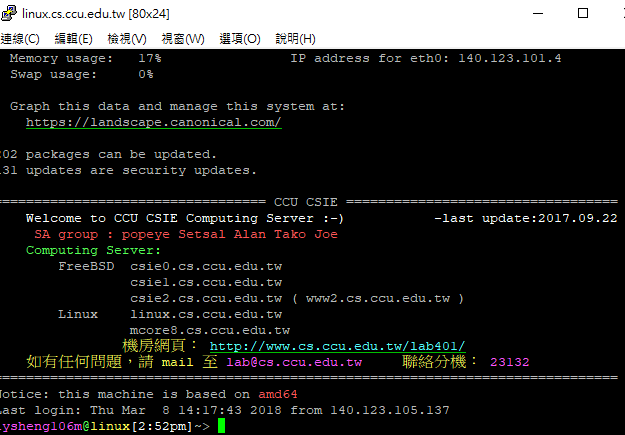 linux.cs.ccu.edu.tw [80x24]
連線(C) 編輯(E) 檢視(V) 視窗(W) 選項(O) 說明(H)
Memory usage: 17% IP address for eth0: 140.123.101.4
Swap usage: 0%
Graph this data and manage this system at:
https://landscape.canonical.com/
202 packages can be updated.
131 updates are security updates.
================================== CCU CSIE ==================================
Welcome to CCU CSIE Computing Server :-) -last update:2017.09.22
SA group : popeye Setsal Alan Tako Joe
Computing Server:
FreeBSD csie0.cs.ccu.edu.tw
csie1.cs.ccu.edu.tw
csie2.cs.ccu.edu.tw ( www2.cs.ccu.edu.tw )
Linux linux.cs.ccu.edu.tw
mcore8.cs.ccu.edu.tw
機房網頁: http://www.cs.ccu.edu.tw/lab401/
如有任何問題，請 mail 至 lab@cs.ccu.edu.tw 聯絡分機: 23132
==============================================================================
Notice: this machine is based on amd64
Last login: Thu Mar 8 14:17:43 2018 from 140.123.105.137
lysheng106m@linux[2:52pm]~>